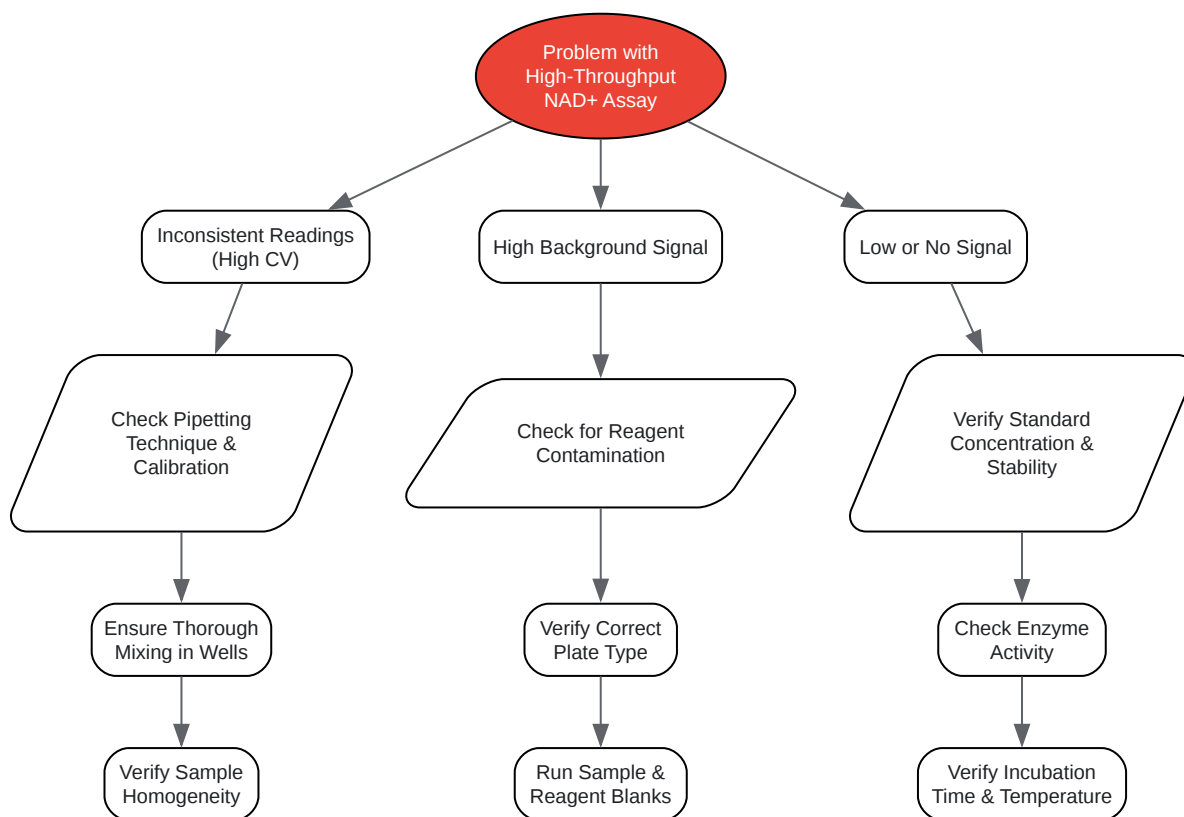 Problem with
High-Throughput
NAD+ Assay
Inconsistent Readings
(High CV)
High Background Signal
Low or No Signal
Check Pipetting
Technique &
Calibration
Check for Reagent
Contamination
Verify Standard
Concentration &
Stability
Ensure Thorough
Mixing in Wells
Verify Correct
Plate Type
Check Enzyme
Activity
Verify Sample
Homogeneity
Run Sample &
Reagent Blanks
Verify Incubation
Time & Temperature